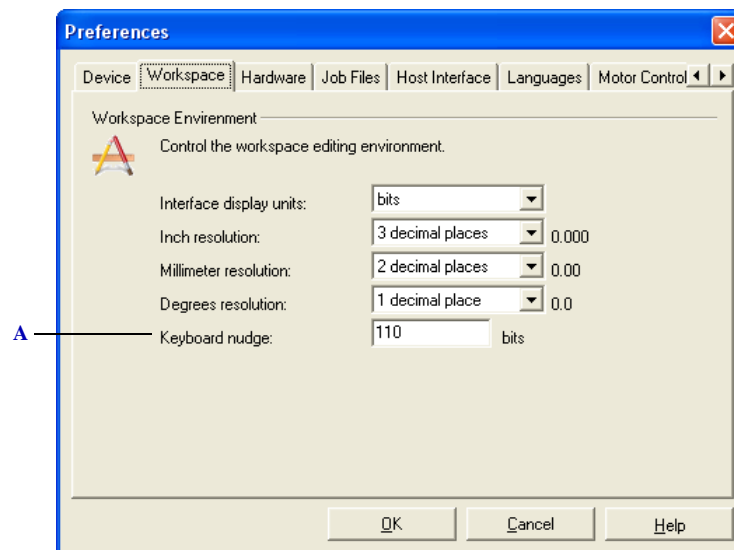 Preferences
Device Workspace Hardware Job Files Host Interface Languages Motor Control
Workspace Envirenment
Control the workspace editing environment.
Interface display units: bits
Inch resolution: 3 decimal places 0.000
Millimeter resolution: 2 decimal places 0.00
Degrees resolution: 1 decimal place 0.0
A Keyboard nudge: 110 bits
OK Cancel Help